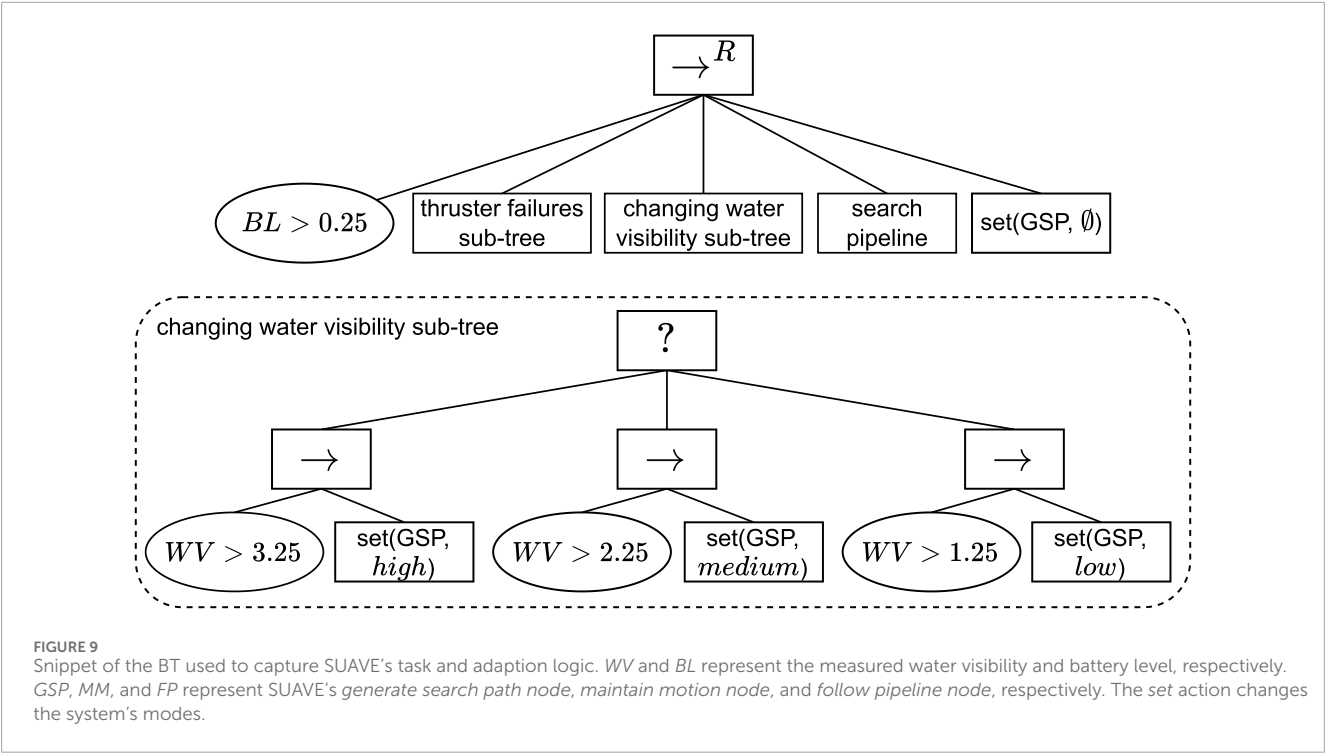 →R
BL > 0.25
thruster failures
sub-tree
changing water
visibility sub-tree
search
pipeline
set(GSP, ∅)
changing water visibility sub-tree
?
→
→
→
WV > 3.25
set(GSP,
high)
WV > 2.25
set(GSP,
medium)
WV > 1.25
set(GSP,
low)
FIGURE 9
Snippet of the BT used to capture SUAVE's task and adaption logic. WV and BL represent the measured water visibility and battery level, respectively.
GSP, MM, and FP represent SUAVE's generate search path node, maintain motion node, and follow pipeline node, respectively. The set action changes
the system's modes.